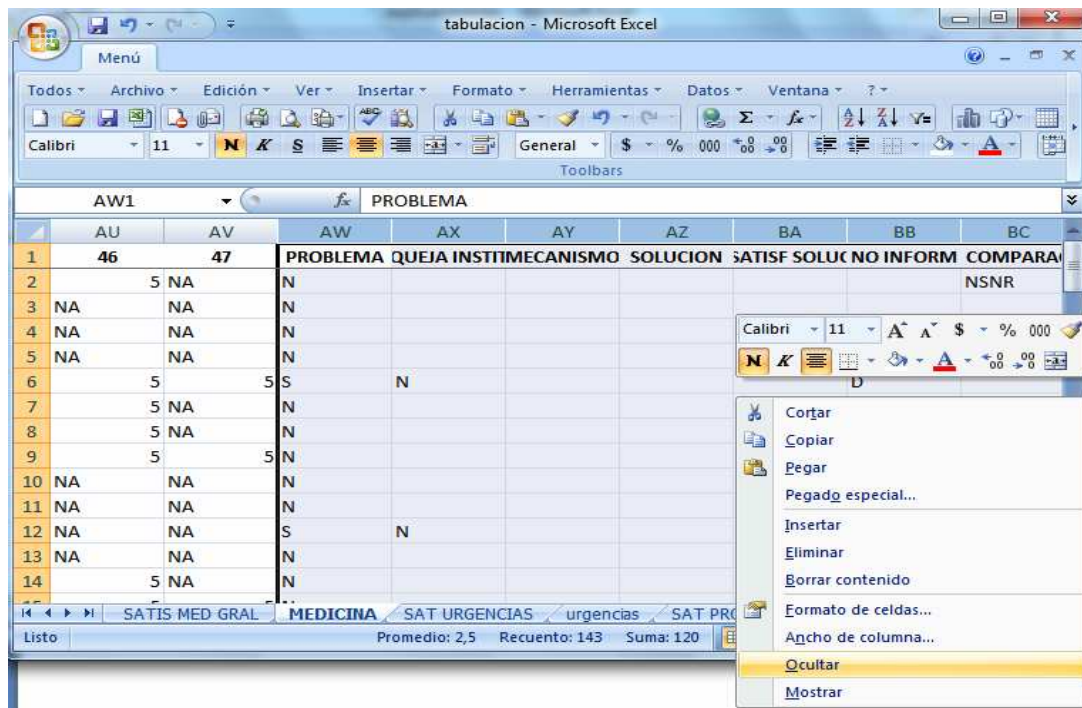 tabulacion - Microsoft Excel
Menú
Todos Archivo Edición Ver Insertar Formato Herramientas Datos Ventana ?
ABC Σ fx
Calibri 11 N K S General $ % 000
Toolbars
AW1 fx PROBLEMA
AU AV AW AX AY AZ BA BB BC
1 46 47 PROBLEMA QUEJA INSTI MECANISMO SOLUCION SATISF SOLUC NO INFORM COMPARA
2 5 NA N NSNR
3 NA NA N
4 NA NA N
5 NA NA N
6 5 5 S N D
7 5 NA N
8 5 NA N
9 5 5 N
10 NA NA N
11 NA NA N
12 NA NA S N
13 NA NA N
14 5 NA N
Calibri 11 A A $ % 000
N K A
Cortar
Copiar
Pegar
Pegado especial...
Insertar
Eliminar
Borrar contenido
Formato de celdas...
Ancho de columna...
Ocultar
Mostrar
SATIS MED GRAL MEDICINA SAT URGENCIAS urgencias SAT PRO
Listo Promedio: 2,5 Recuento: 143 Suma: 120